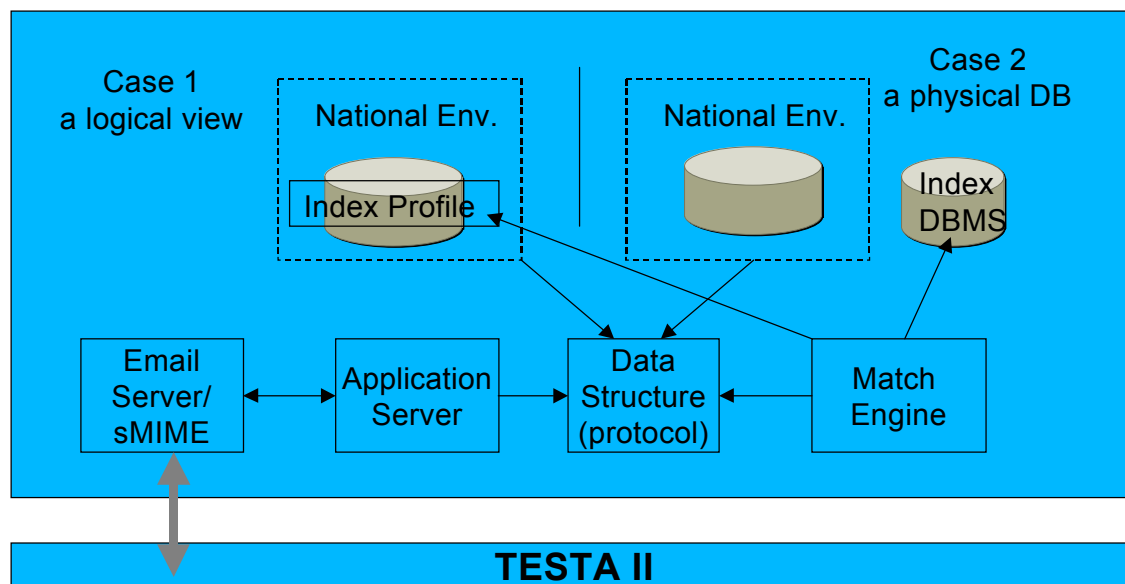 Case 1
a logical view
National Env.
Index Profile
National Env.
Case 2
a physical DB
Index
DBMS
Email
Server/
sMIME
Application
Server
Data
Structure
(protocol)
Match
Engine
TESTA II